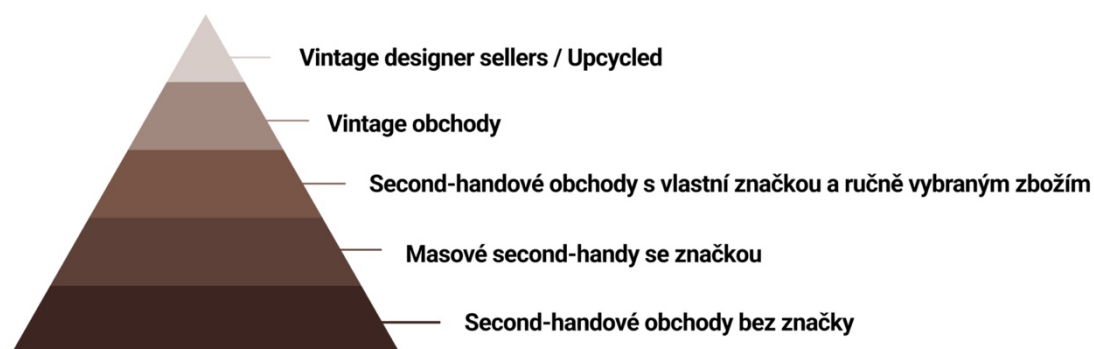 Vintage designer sellers / Upcycled
Vintage obchody
Second-handové obchody s vlastní značkou a ručně vybraným zbožím
Masové second-handy se značkou
Second-handové obchody bez značky